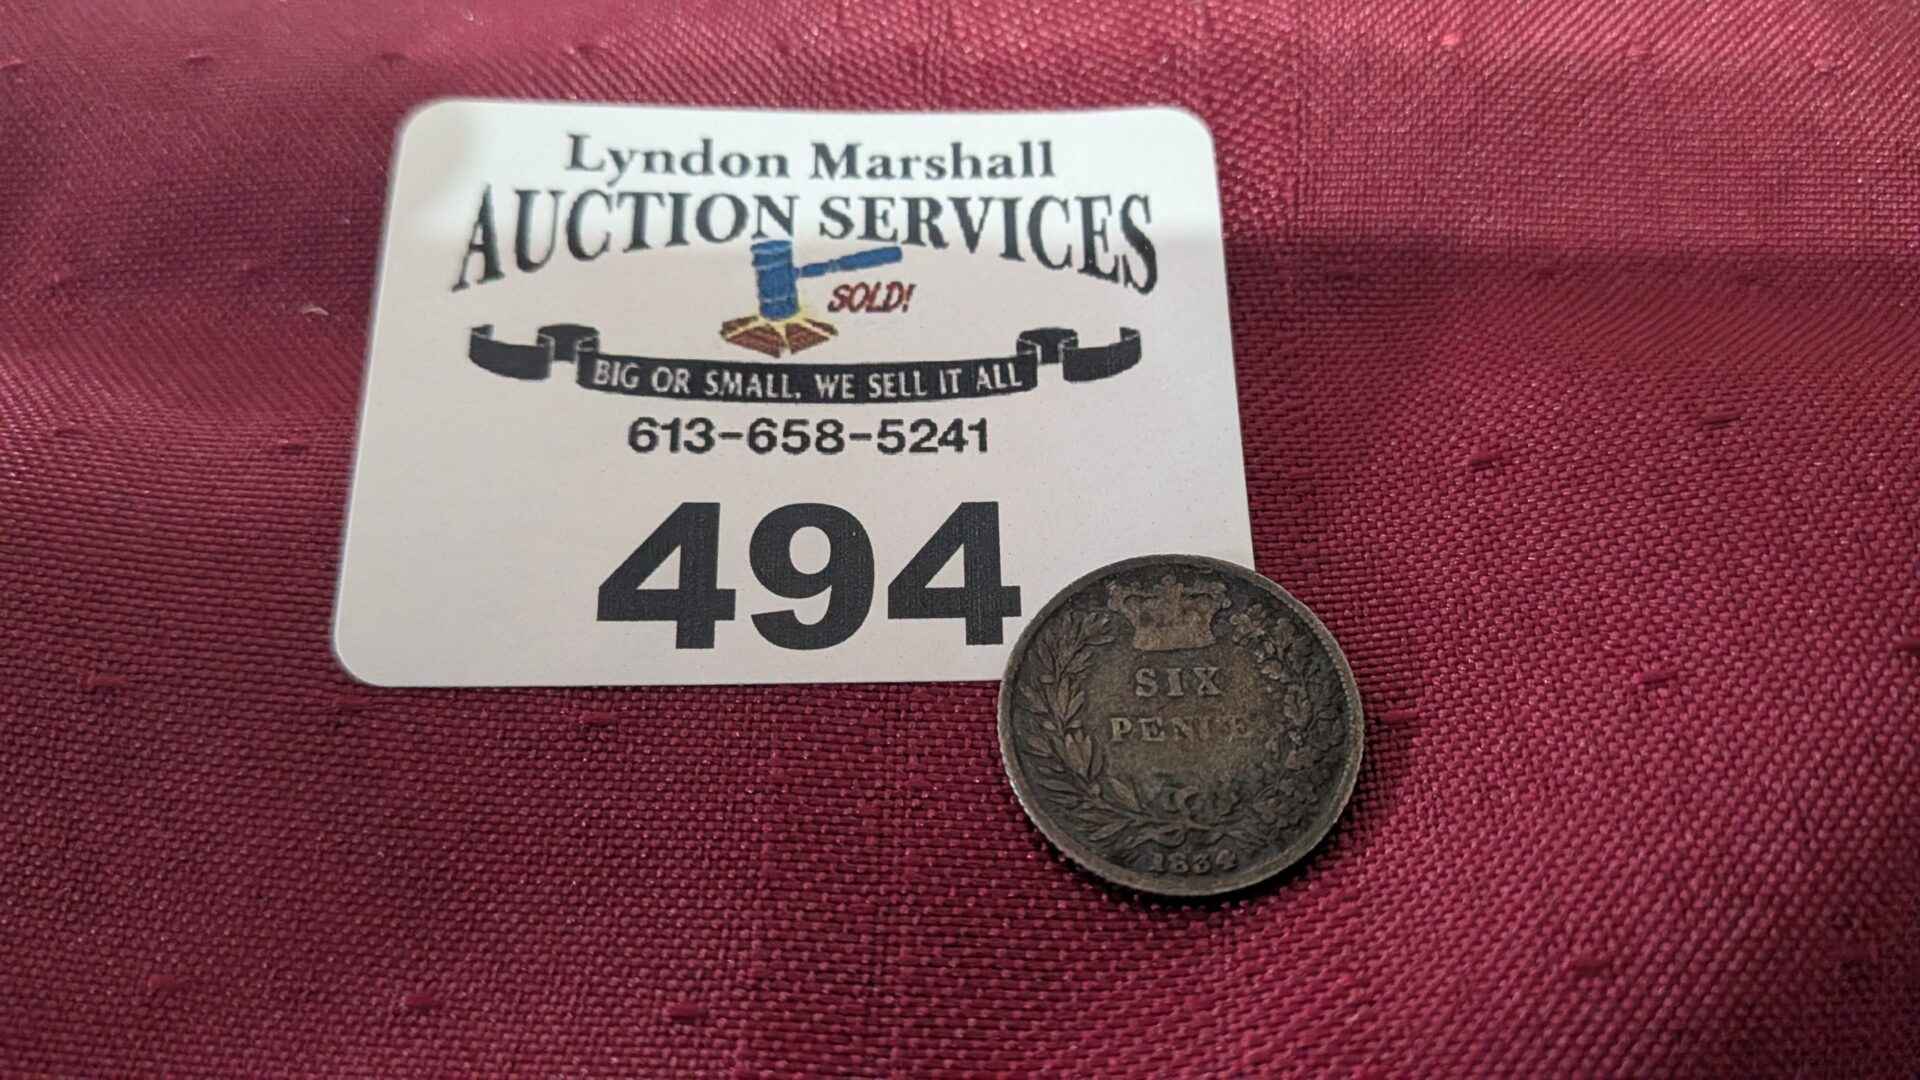 Lyndon Marshall
AUCTION SERVICES
SOLD!
BIG OR SMALL, WE SELL IT ALL
613-658-5241
494
SIX
PENCE
1834